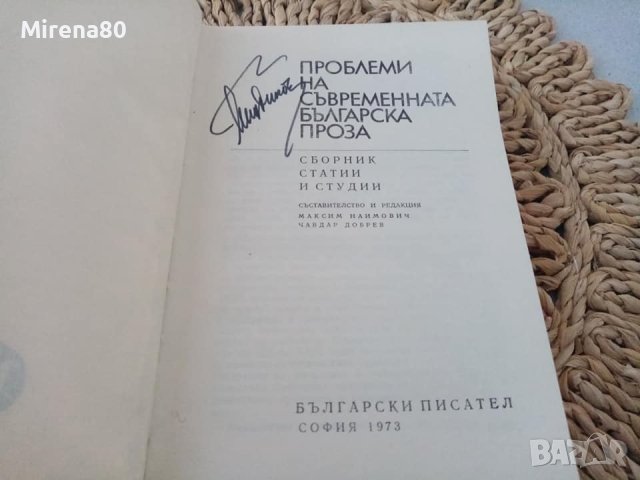 Mirena80
ПРОБЛЕМИ
НА
СЪВРЕМЕННАТА
БЪЛГАРСКА
ПРОЗА
СБОРНИК
СТАТИИ
И СТУДИИ
СЪСТАВИТЕЛСТВО И РЕДАКЦИЯ
МАКСИМ НАИМОВИЧ
ЧАВДАР ДОБРЕВ
БЪЛГАРСКИ ПИСАТЕЛ
СОФИЯ 1973
BAZAR